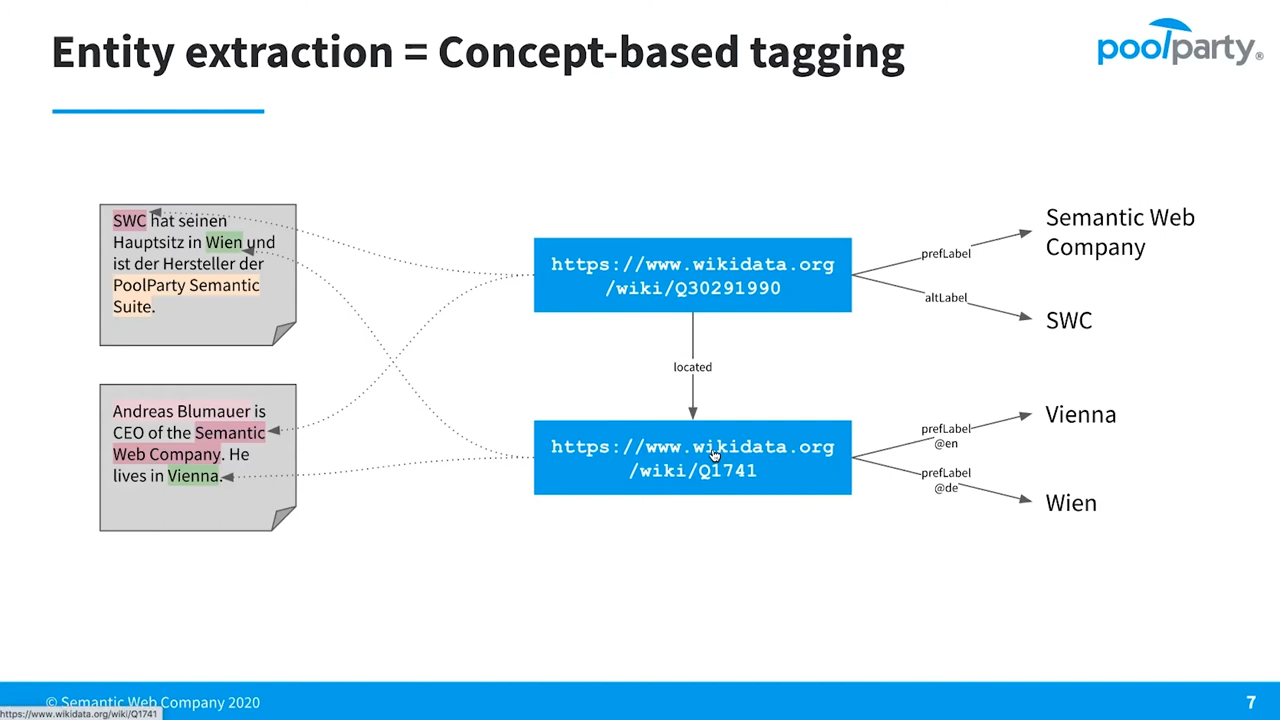 Entity extraction = Concept-based tagging
poolparty®
SWC hat seinen
Hauptsitz in Wien und
ist der Hersteller der
PoolParty Semantic
Suite.
Andreas Blumauer is
CEO of the Semantic
Web Company. He
lives in Vienna.
https://www.wikidata.org
/wiki/Q30291990
located
https://www.wikidata.org
/wiki/Q1741
prefLabel
Semantic Web
Company
altLabel
SWC
prefLabel
@en
Vienna
prefLabel
@de
Wien
© Semantic Web Company 2020
7
https://www.wikidata.org/wiki/Q1741